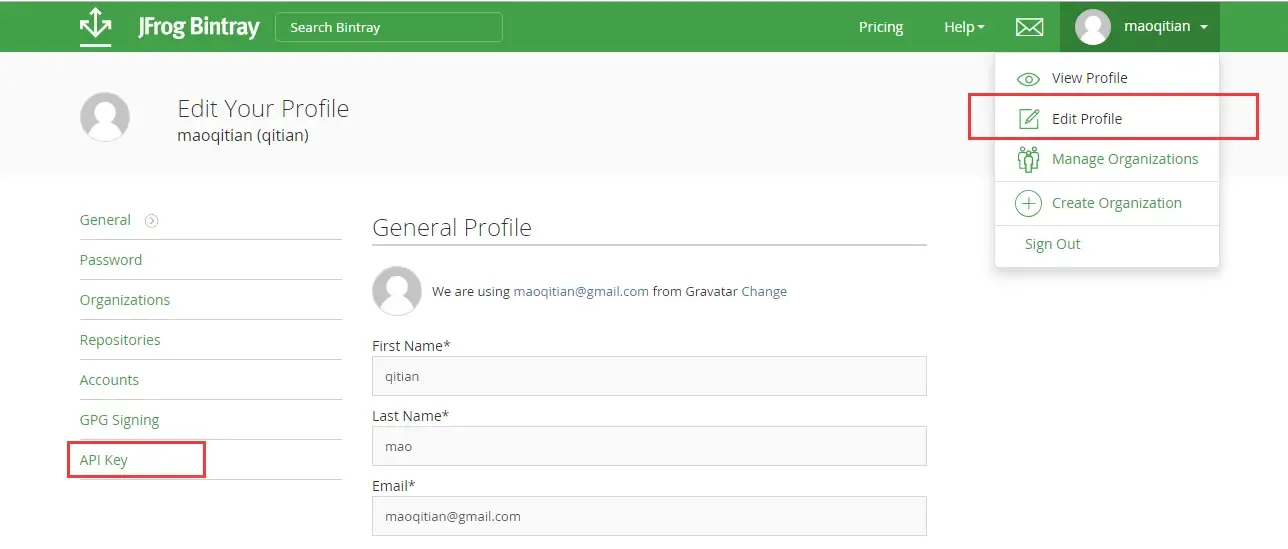 JFrog Bintray
Search Bintray
Pricing
Help
maoqitian
View Profile
Edit Profile
Manage Organizations
Create Organization
Sign Out
Edit Your Profile
maoqitian (qitian)
General
Password
Organizations
Repositories
Accounts
GPG Signing
API Key
General Profile
We are using maoqitian@gmail.com from Gravatar Change
First Name*
qitian
Last Name*
mao
Email*
maoqitian@gmail.com